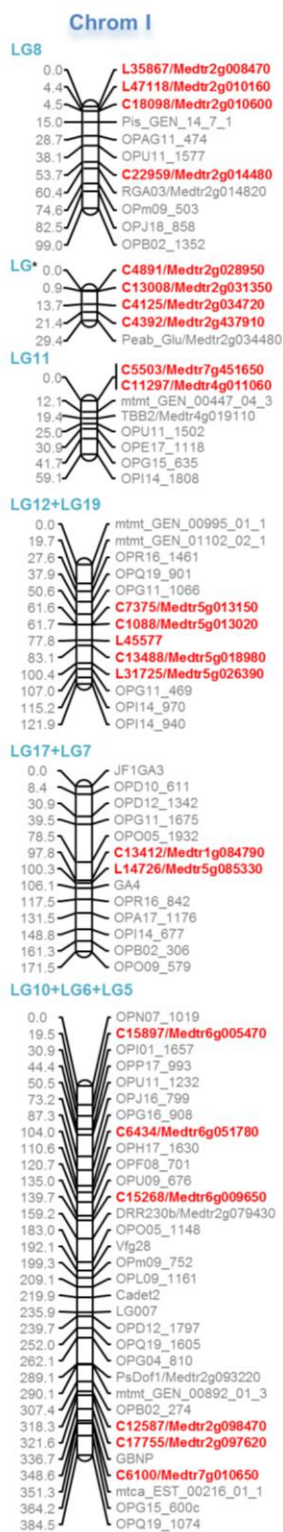 Chrom I
LG8
0.0 L35867/Medtr2g008470
4.4 L47118/Medtr2g010160
4.5 C18098/Medtr2g010600
15.0 Pis_GEN_14_7_1
28.7 OPAG11_474
38.1 OPU11_1577
53.7 C22959/Medtr2g014480
60.4 RGA03/Medtr2g014820
74.6 OPm09_503
82.5 OPJ18_858
99.0 OPB02_1352
LG*
0.0 C4891/Medtr2g028950
0.9 C13008/Medtr2g031350
13.7 C4125/Medtr2g034720
21.4 C4392/Medtr2g437910
29.4 Peab_Glu/Medtr2g034480
LG11
C5503/Medtr7g451650
0.0 C11297/Medtr4g011060
12.1 mtmt_GEN_00447_04_3
19.4 TBB2/Medtr4g019110
25.0 OPU11_1502
30.9 OPE17_1118
41.7 OPG15_635
59.1 OPI14_1808
LG12+LG19
0.0 mtmt_GEN_00995_01_1
19.7 mtmt_GEN_01102_02_1
27.6 OPR16_1461
37.9 OPQ19_901
50.6 OPG11_1066
61.6 C7375/Medtr5g013150
61.7 C1088/Medtr5g013020
77.8 L45577
83.1 C13488/Medtr5g018980
100.4 L31725/Medtr5g026390
107.0 OPG11_469
115.2 OPI14_970
121.9 OPI14_940
LG17+LG7
0.0 JF1GA3
8.4 OPD10_611
30.9 OPD12_1342
39.5 OPG11_1675
78.5 OPO05_1932
97.8 C13412/Medtr1g084790
100.3 L14726/Medtr5g085330
106.1 GA4
117.5 OPR16_842
131.5 OPA17_1176
148.8 OPI14_677
161.3 OPB02_306
171.5 OPO09_579
LG10+LG6+LG5
0.0 OPN07_1019
19.5 C15897/Medtr6g005470
30.9 OPI01_1657
44.4 OPP17_993
50.5 OPU11_1232
73.2 OPJ16_799
87.3 OPG16_908
104.0 C6434/Medtr6g051780
110.6 OPH17_1630
120.7 OPF08_701
135.0 OPU09_676
139.7 C15268/Medtr6g009650
159.2 DRR230b/Medtr2g079430
183.0 OPO05_1148
192.1 Vfg28
199.3 OPm09_752
209.1 OPL09_1161
219.9 Cadet2
235.9 LG007
239.7 OPD12_1797
252.0 OPQ19_1605
262.1 OPG04_810
289.1 PsDof1/Medtr2g093220
290.1 mtmt_GEN_00892_01_3
307.4 OPB02_274
318.3 C12587/Medtr2g098470
321.6 C17755/Medtr2g097620
336.7 GBNP
348.6 C6100/Medtr7g010650
351.3 mtca_EST_00216_01_1
364.2 OPG15_600c
384.5 OPQ19_1074